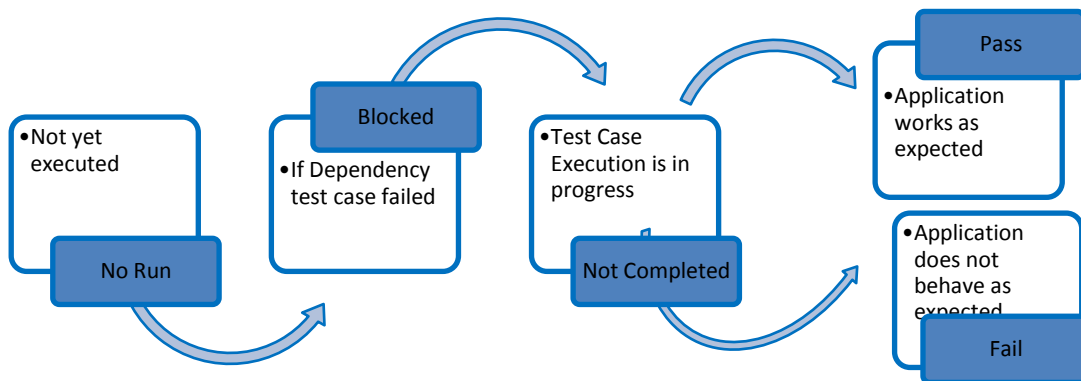 •Not yet
executed
No Run
Blocked
•If Dependency
test case failed
•Test Case
Execution is in
progress
Not Completed
Pass
•Application
works as
expected
•Application
does not
behave as
expected
Fail